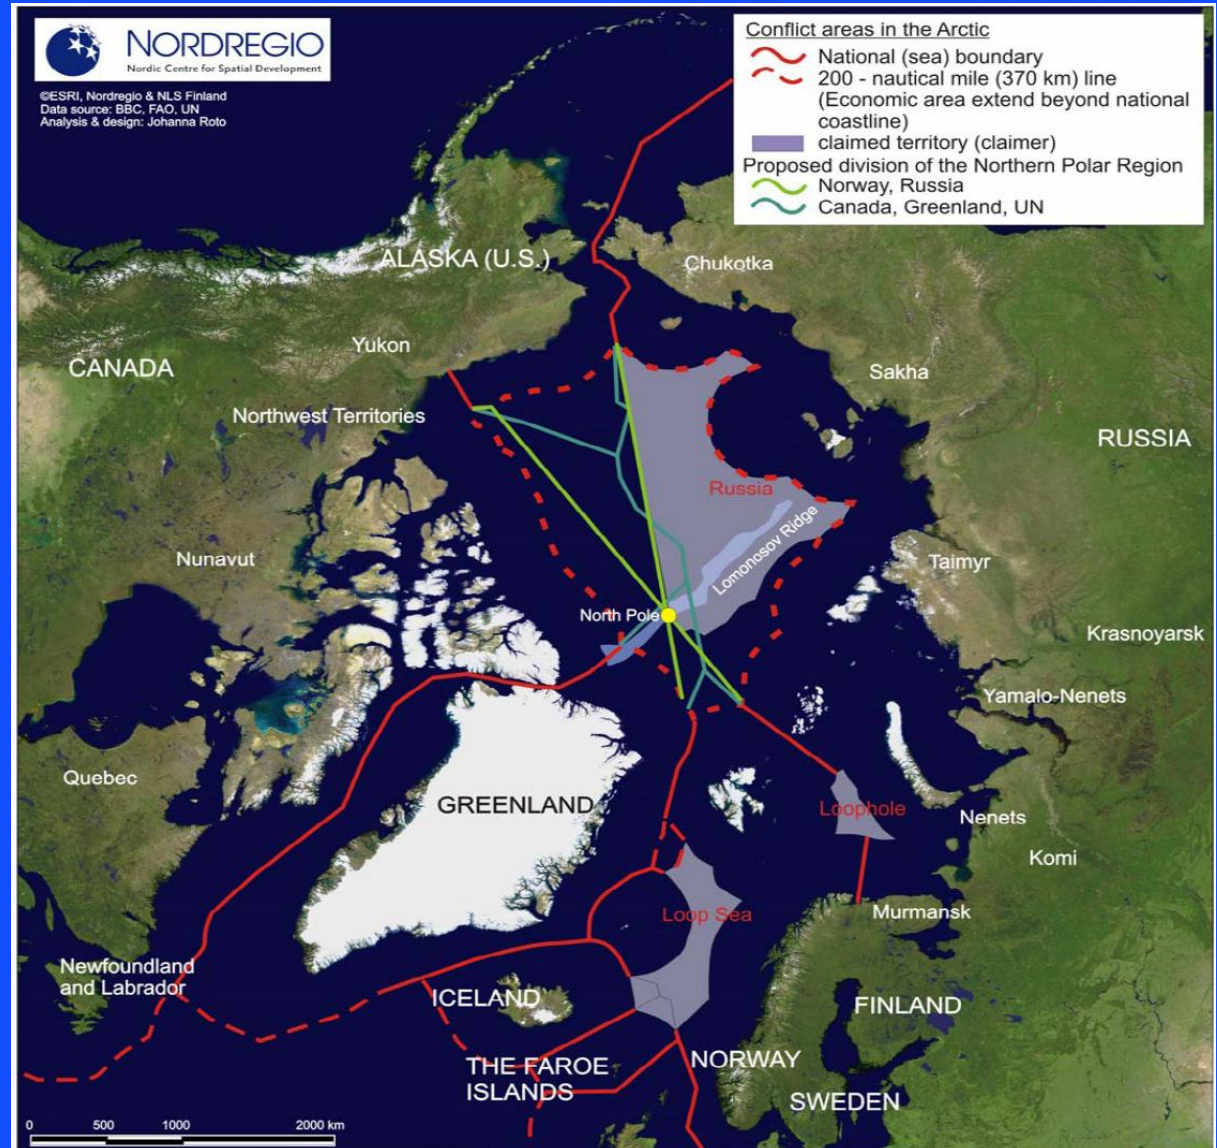 NORDREGIO
Nordic Centre for Spatial Development
©ESRI, Nordregio & NLS Finland
Data source: BBC, FAO, UN
Analysis & design: Johanna Roto
Conflict areas in the Arctic
National (sea) boundary
200 - nautical mile (370 km) line
(Economic area extend beyond national
coastline)
claimed territory (claimer)
Proposed division of the Northern Polar Region
Norway, Russia
Canada, Greenland, UN
ALASKA (U.S.)
Chukotka
Yukon
CANADA
Sakha
Northwest Territories
RUSSIA
Russia
Lomonosov Ridge
Nunavut
Taimyr
North Pole
Krasnoyarsk
Yamalo-Nenets
Quebec
GREENLAND
Loophole
Nenets
Komi
Loop Sea
Murmansk
Newfoundland
and Labrador
ICELAND
FINLAND
THE FAROE
ISLANDS
NORWAY
SWEDEN
0 500 1000 2000 km